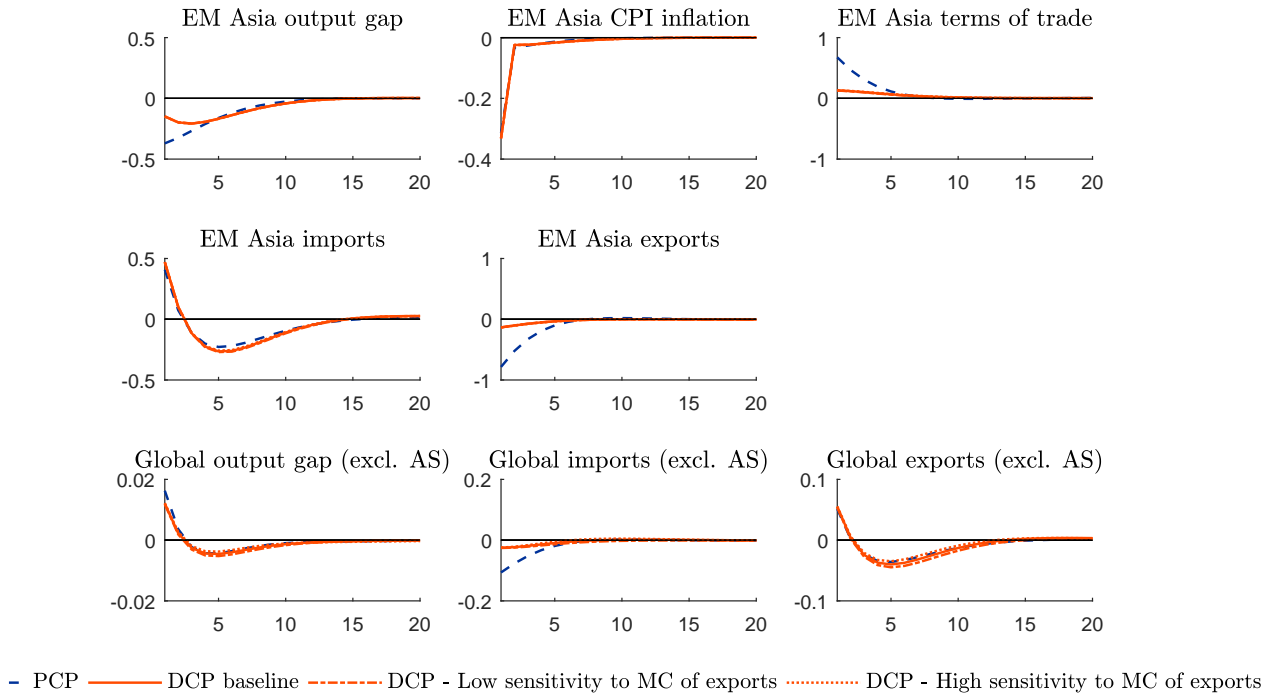 EM Asia output gap EM Asia CPI inflation EM Asia terms of trade
0.5 0 1
0 -0.2 0
-0.5 -0.4 -1
5 10 15 20 5 10 15 20 5 10 15 20
EM Asia imports EM Asia exports
0.5 1
0 0
-0.5 -1
5 10 15 20 5 10 15 20
Global output gap (excl. AS) Global imports (excl. AS) Global exports (excl. AS)
0.02 0.2 0.1
0 0 0
-0.02 -0.2 -0.1
5 10 15 20 5 10 15 20 5 10 15 20
PCP DCP baseline DCP - Low sensitivity to MC of exports DCP - High sensitivity to MC of exports